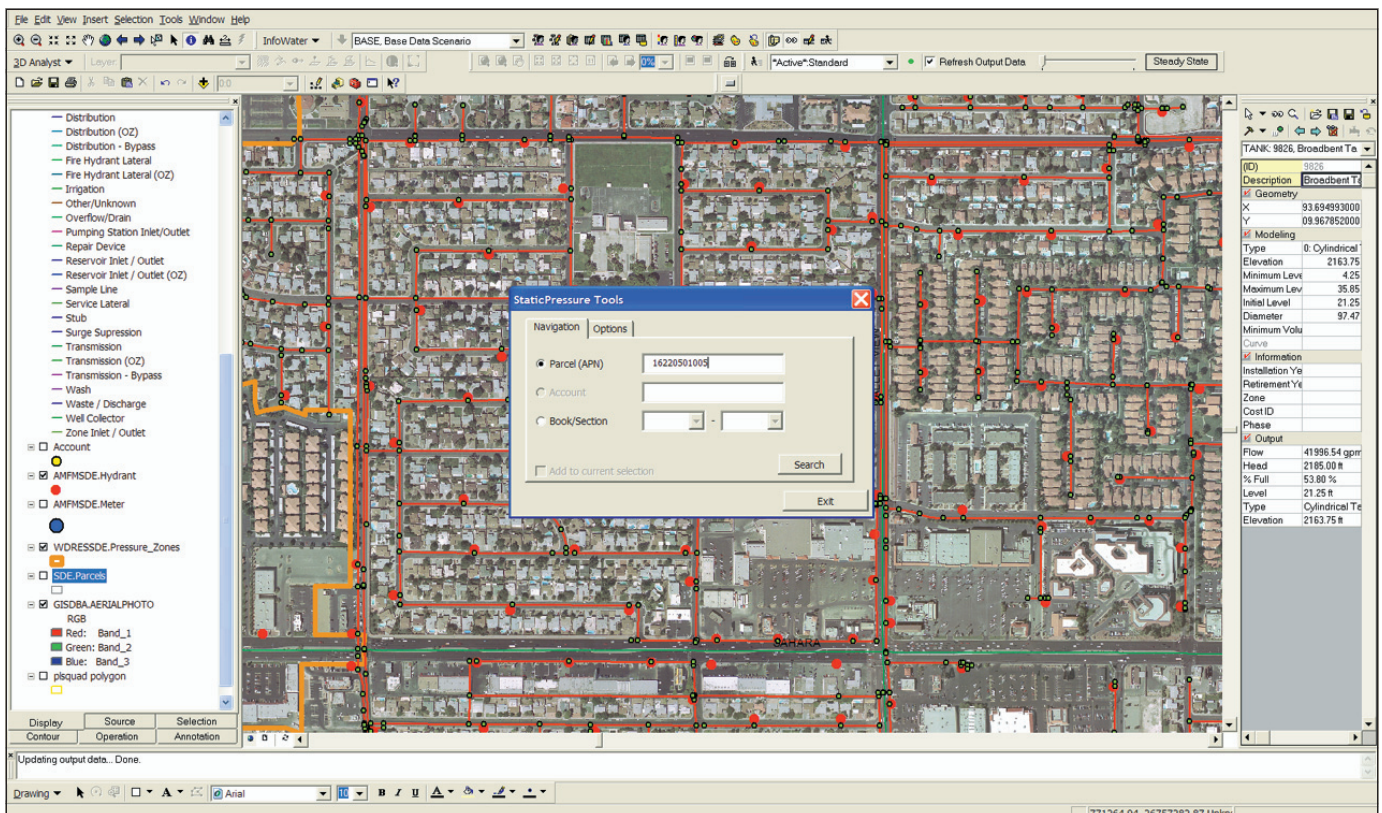 File Edit View Insert Selection Tools Window Help
InfoWater BASE, Base Data Scenario
3D Analyst Layer: 0% *Active*:Standard Refresh Output Data Steady State
0.0
Distribution
Distribution (OZ)
Distribution - Bypass
Fire Hydrant Lateral
Fire Hydrant Lateral (OZ)
Irrigation
Other/Unknown
Overflow/Drain
Pumping Station Inlet/Outlet
Repair Device
Reservoir Inlet / Outlet
Reservoir Inlet / Outlet (OZ)
Sample Line
Service Lateral
Stub
Surge Supression
Transmission
Transmission (OZ)
Transmission - Bypass
Wash
Waste / Discharge
Well Collector
Zone Inlet / Outlet
Account
AMFMSDE.Hydrant
AMFMSDE.Meter
WDRESSDE.Pressure_Zones
SDE.Parcels
GISDBA.AERIALPHOTO
RGB
Red: Band_1
Green: Band_2
Blue: Band_3
plsquad polygon
Display Source Selection
Contour Operation Annotation
StaticPressure Tools
Navigation Options
Parcel (APN) 16220501005
Account
Book/Section -
Add to current selection Search
Exit
SAHARA
TANK: 9826, Broadbent Ta
(ID) 9826
Description Broadbent Ta
Geometry
X 93.694993000
Y 09.967852000
Modeling
Type 0: Cylindrical
Elevation 2163.75
Minimum Leve 4.25
Maximum Lev 35.85
Initial Level 21.25
Diameter 97.47
Minimum Volu
Curve
Information
Installation Ye
Retirement Ye
Zone
Cost ID
Phase
Output
Flow 41996.54 gpm
Head 2185.00 ft
% Full 53.80 %
Level 21.25 ft
Type Cylindrical Ta
Elevation 2163.75 ft
Updating output data... Done.
Drawing A Arial 10 B I U A